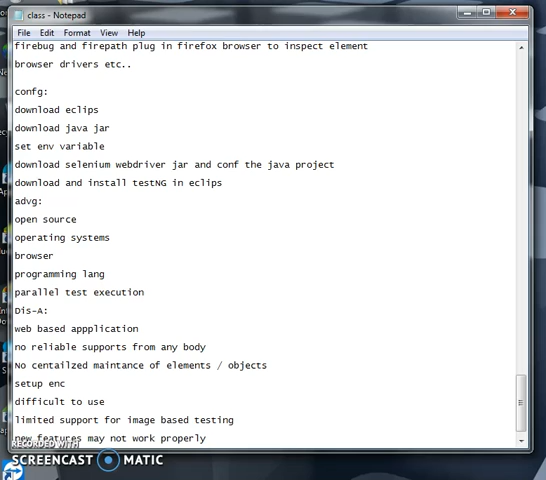 class - Notepad
File Edit Format View Help
firebug and firepath plug in firefox browser to inspect element
browser drivers etc..
confg:
download eclips
download java jar
set env variable
download selenium webdriver jar and conf the java project
download and install testNG in eclips
advg:
open source
operating systems
browser
programming lang
parallel test execution
Dis-A:
web based appplication
no reliable supports from any body
No centailzed maintance of elements / objects
setup enc
difficult to use
limited support for image based testing
new features may not work properly
RECORDED WITH
SCREENCAST MATIC